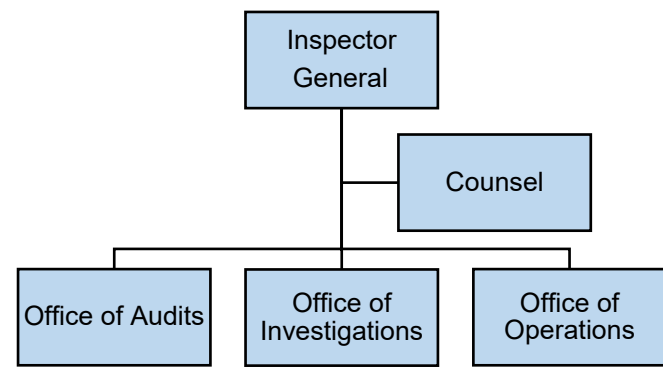 Inspector
General
Counsel
Office of Audits
Office of
Investigations
Office of
Operations